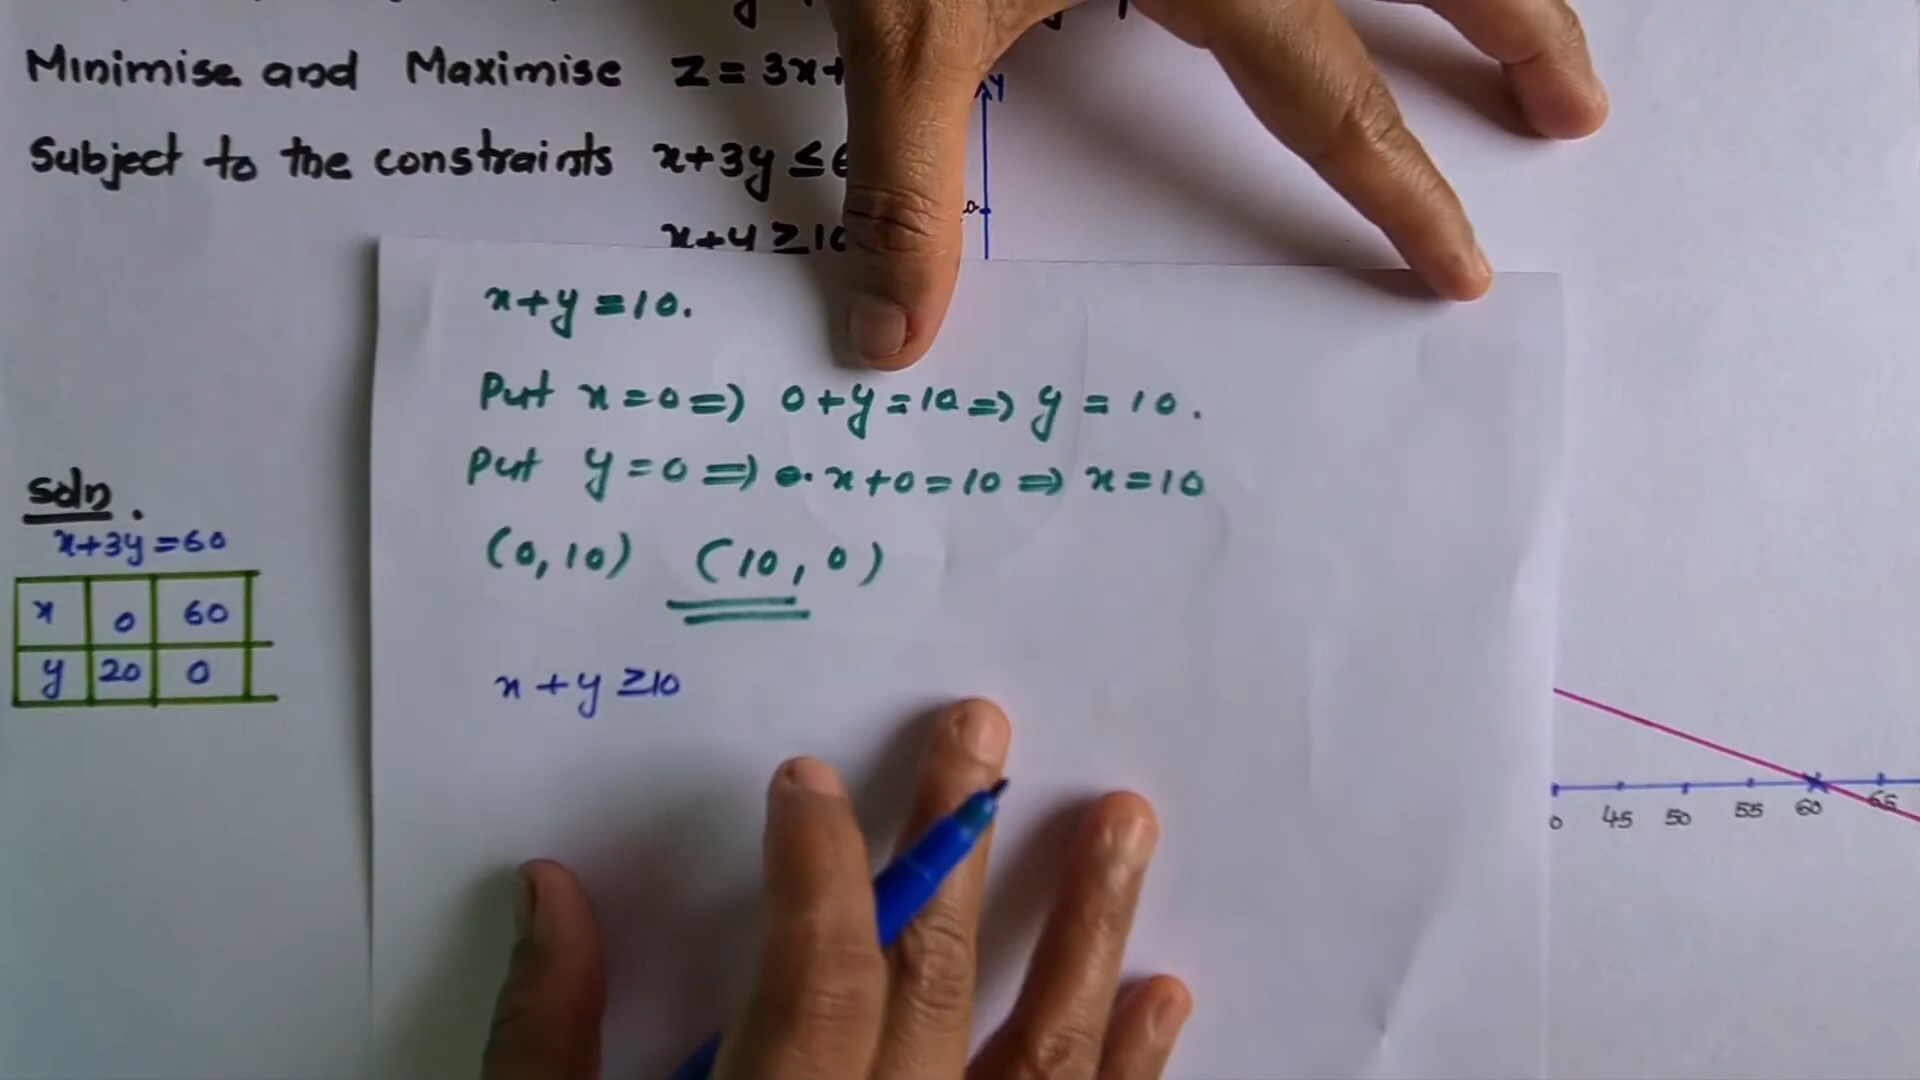 Minimise and Maximise z = 3x+
Subject to the constraints x+3y ≤
x+y ≥ 10
Y
x+y = 10.
Put x=0 => 0+y=10 => y = 10.
Put y=0 => x+0=10 => x=10
(0,10) (10,0)
x+y ≥10
Soln.
x+3y=60
x 0 60
y 20 0
0 45 50 55 60 65